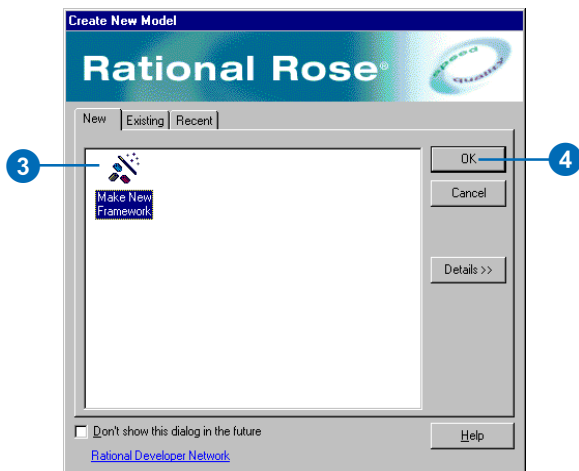 Create New Model
Rational Rose®
speed
quality
New Existing Recent
3
OK
4
Make New
Framework
Cancel
Details >>
Don't show this dialog in the future
Help
Rational Developer Network